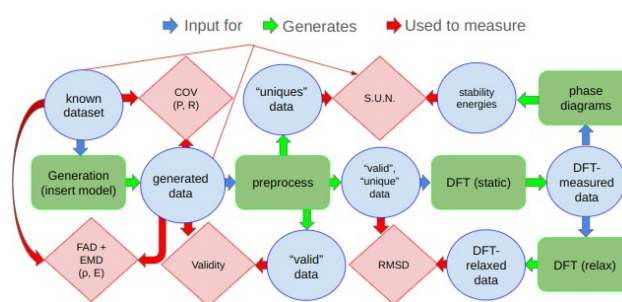 Input for
Generates
Used to measure
known
dataset
COV
(P, R)
“uniques”
data
S.U.N.
stability
energies
phase
diagrams
Generation
(insert model)
generated
data
preprocess
“valid”,
“unique”
data
DFT (static)
DFT-
measured
data
FAD +
EMD
(ρ, E)
Validity
“valid”
data
RMSD
DFT-
relaxed
data
DFT (relax)